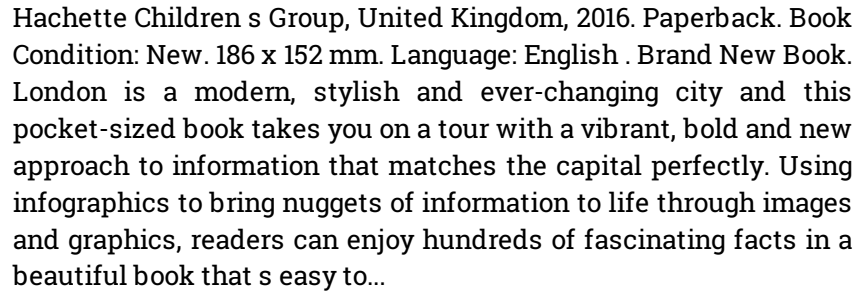 Hachette Children s Group, United Kingdom, 2016. Paperback. Book
Condition: New. 186 x 152 mm. Language: English . Brand New Book.
London is a modern, stylish and ever-changing city and this
pocket-sized book takes you on a tour with a vibrant, bold and new
approach to information that matches the capital perfectly. Using
infographics to bring nuggets of information to life through images
and graphics, readers can enjoy hundreds of fascinating facts in a
beautiful book that s easy to...